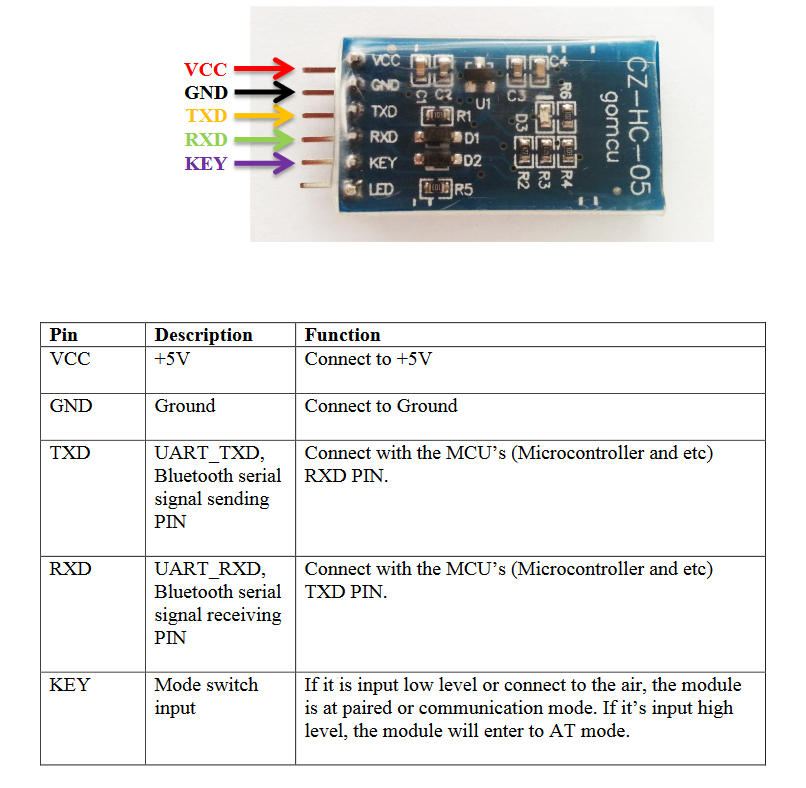 VCC
GND
TXD
RXD
KEY
VCC
GND
TXD
RXD
KEY
LED
C1
C2
U1
C3
C4
R1
D1
D2
R5
D3
R6
R2
R3
R4
CZ-HC-05
gomcu
Pin Description Function
VCC +5V Connect to +5V
GND Ground Connect to Ground
TXD UART_TXD, Connect with the MCU’s (Microcontroller and etc)
Bluetooth serial RXD PIN.
signal sending
PIN
RXD UART_RXD, Connect with the MCU’s (Microcontroller and etc)
Bluetooth serial TXD PIN.
signal receiving
PIN
KEY Mode switch If it is input low level or connect to the air, the module
input is at paired or communication mode. If it’s input high
level, the module will enter to AT mode.